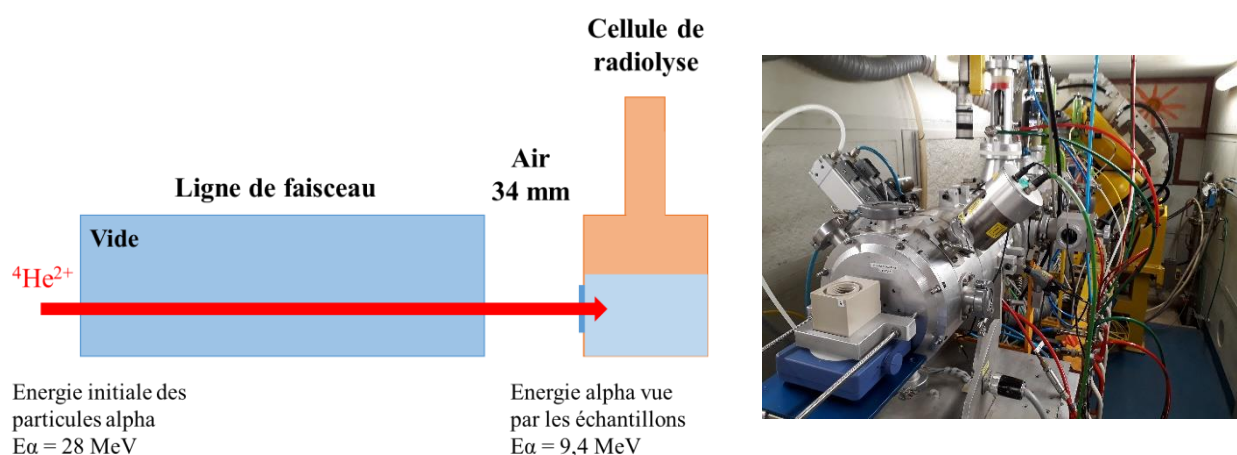 Cellule de
radiolyse
Air
34 mm
Ligne de faisceau
Vide
⁴He²⁺
Energie initiale des
particules alpha
Eα = 28 MeV
Energie alpha vue
par les échantillons
Eα = 9,4 MeV